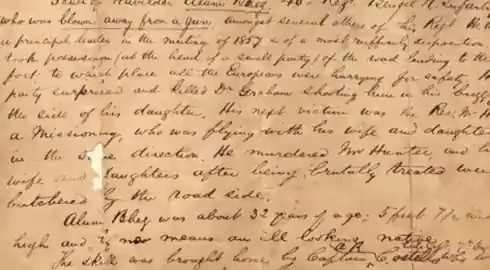 Skull of Havildar Alum Bheg 46th Regt. Bengal N. Infantry
who was blown away from a gun, amongst several others of his Regt. He w
a principal leader in the mutiny of 1857 & of a most ruffianly disposition
took possession (at the head of a small party) of the road leading to the
fort, to which place all the Europeans were hurrying for safety. H
party surprised and killed Dr Graham shooting him in his buggy
the side of his daughter. His next victim was the Rev. Mr H
a Missionary, who was flying with his wife and daughter
in the same direction. He murdered Mr Hunter, and h
wife and daughters after being brutally treated were
butchered by the road side.
Alum Bheg was about 32 years of age; 5 feet 7 1/2 inch
high and by no means an ill looking native.
The skull was brought home by Captain Costello who w